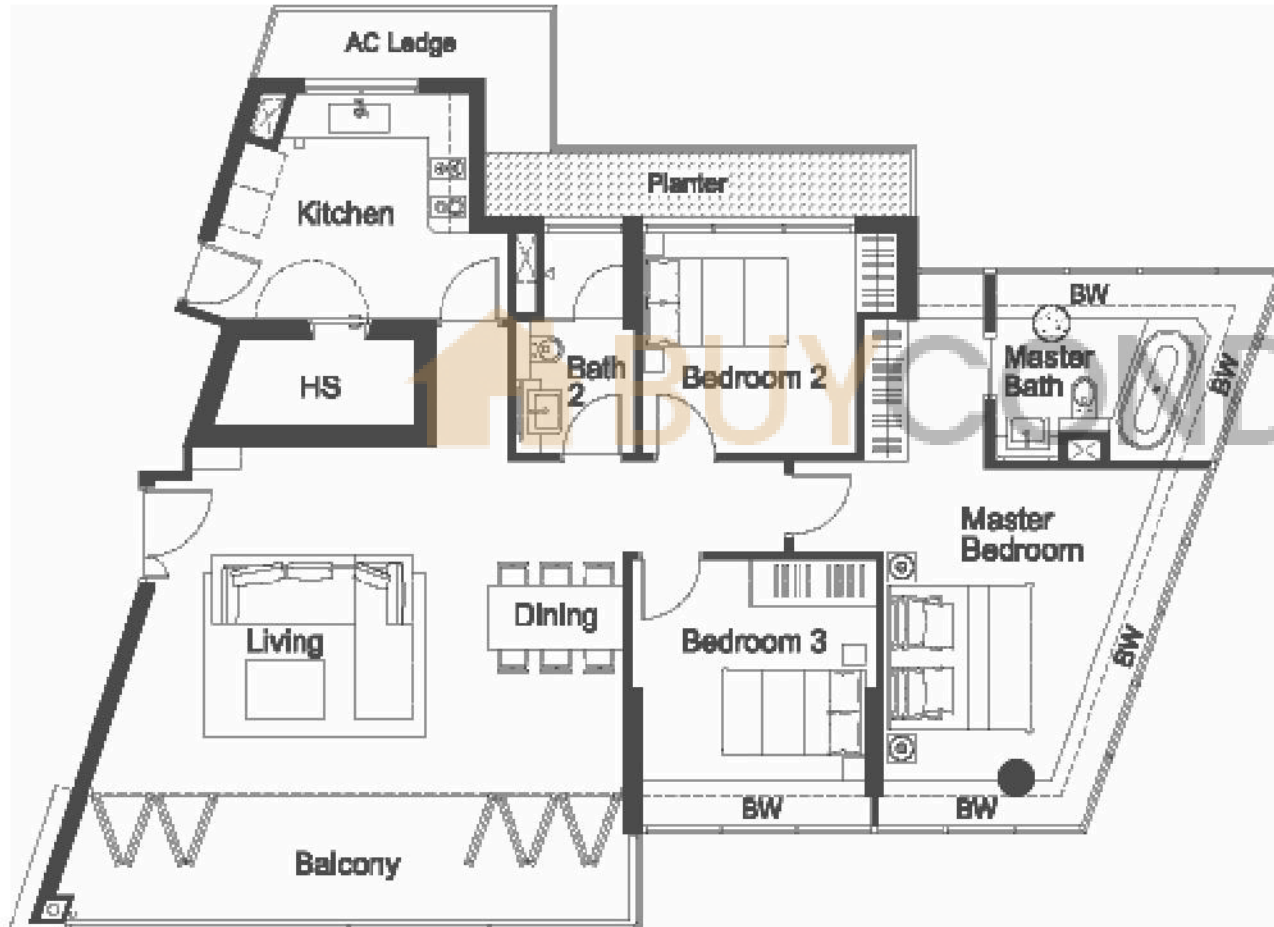 AC Ledge
Planter
Kitchen
BW
HS
Bath
2
Bedroom 2
Master
Bath
BW
BUYCOND
Master
Bedroom
Living
Dining
Bedroom 3
BW
BW
BW
Balcony